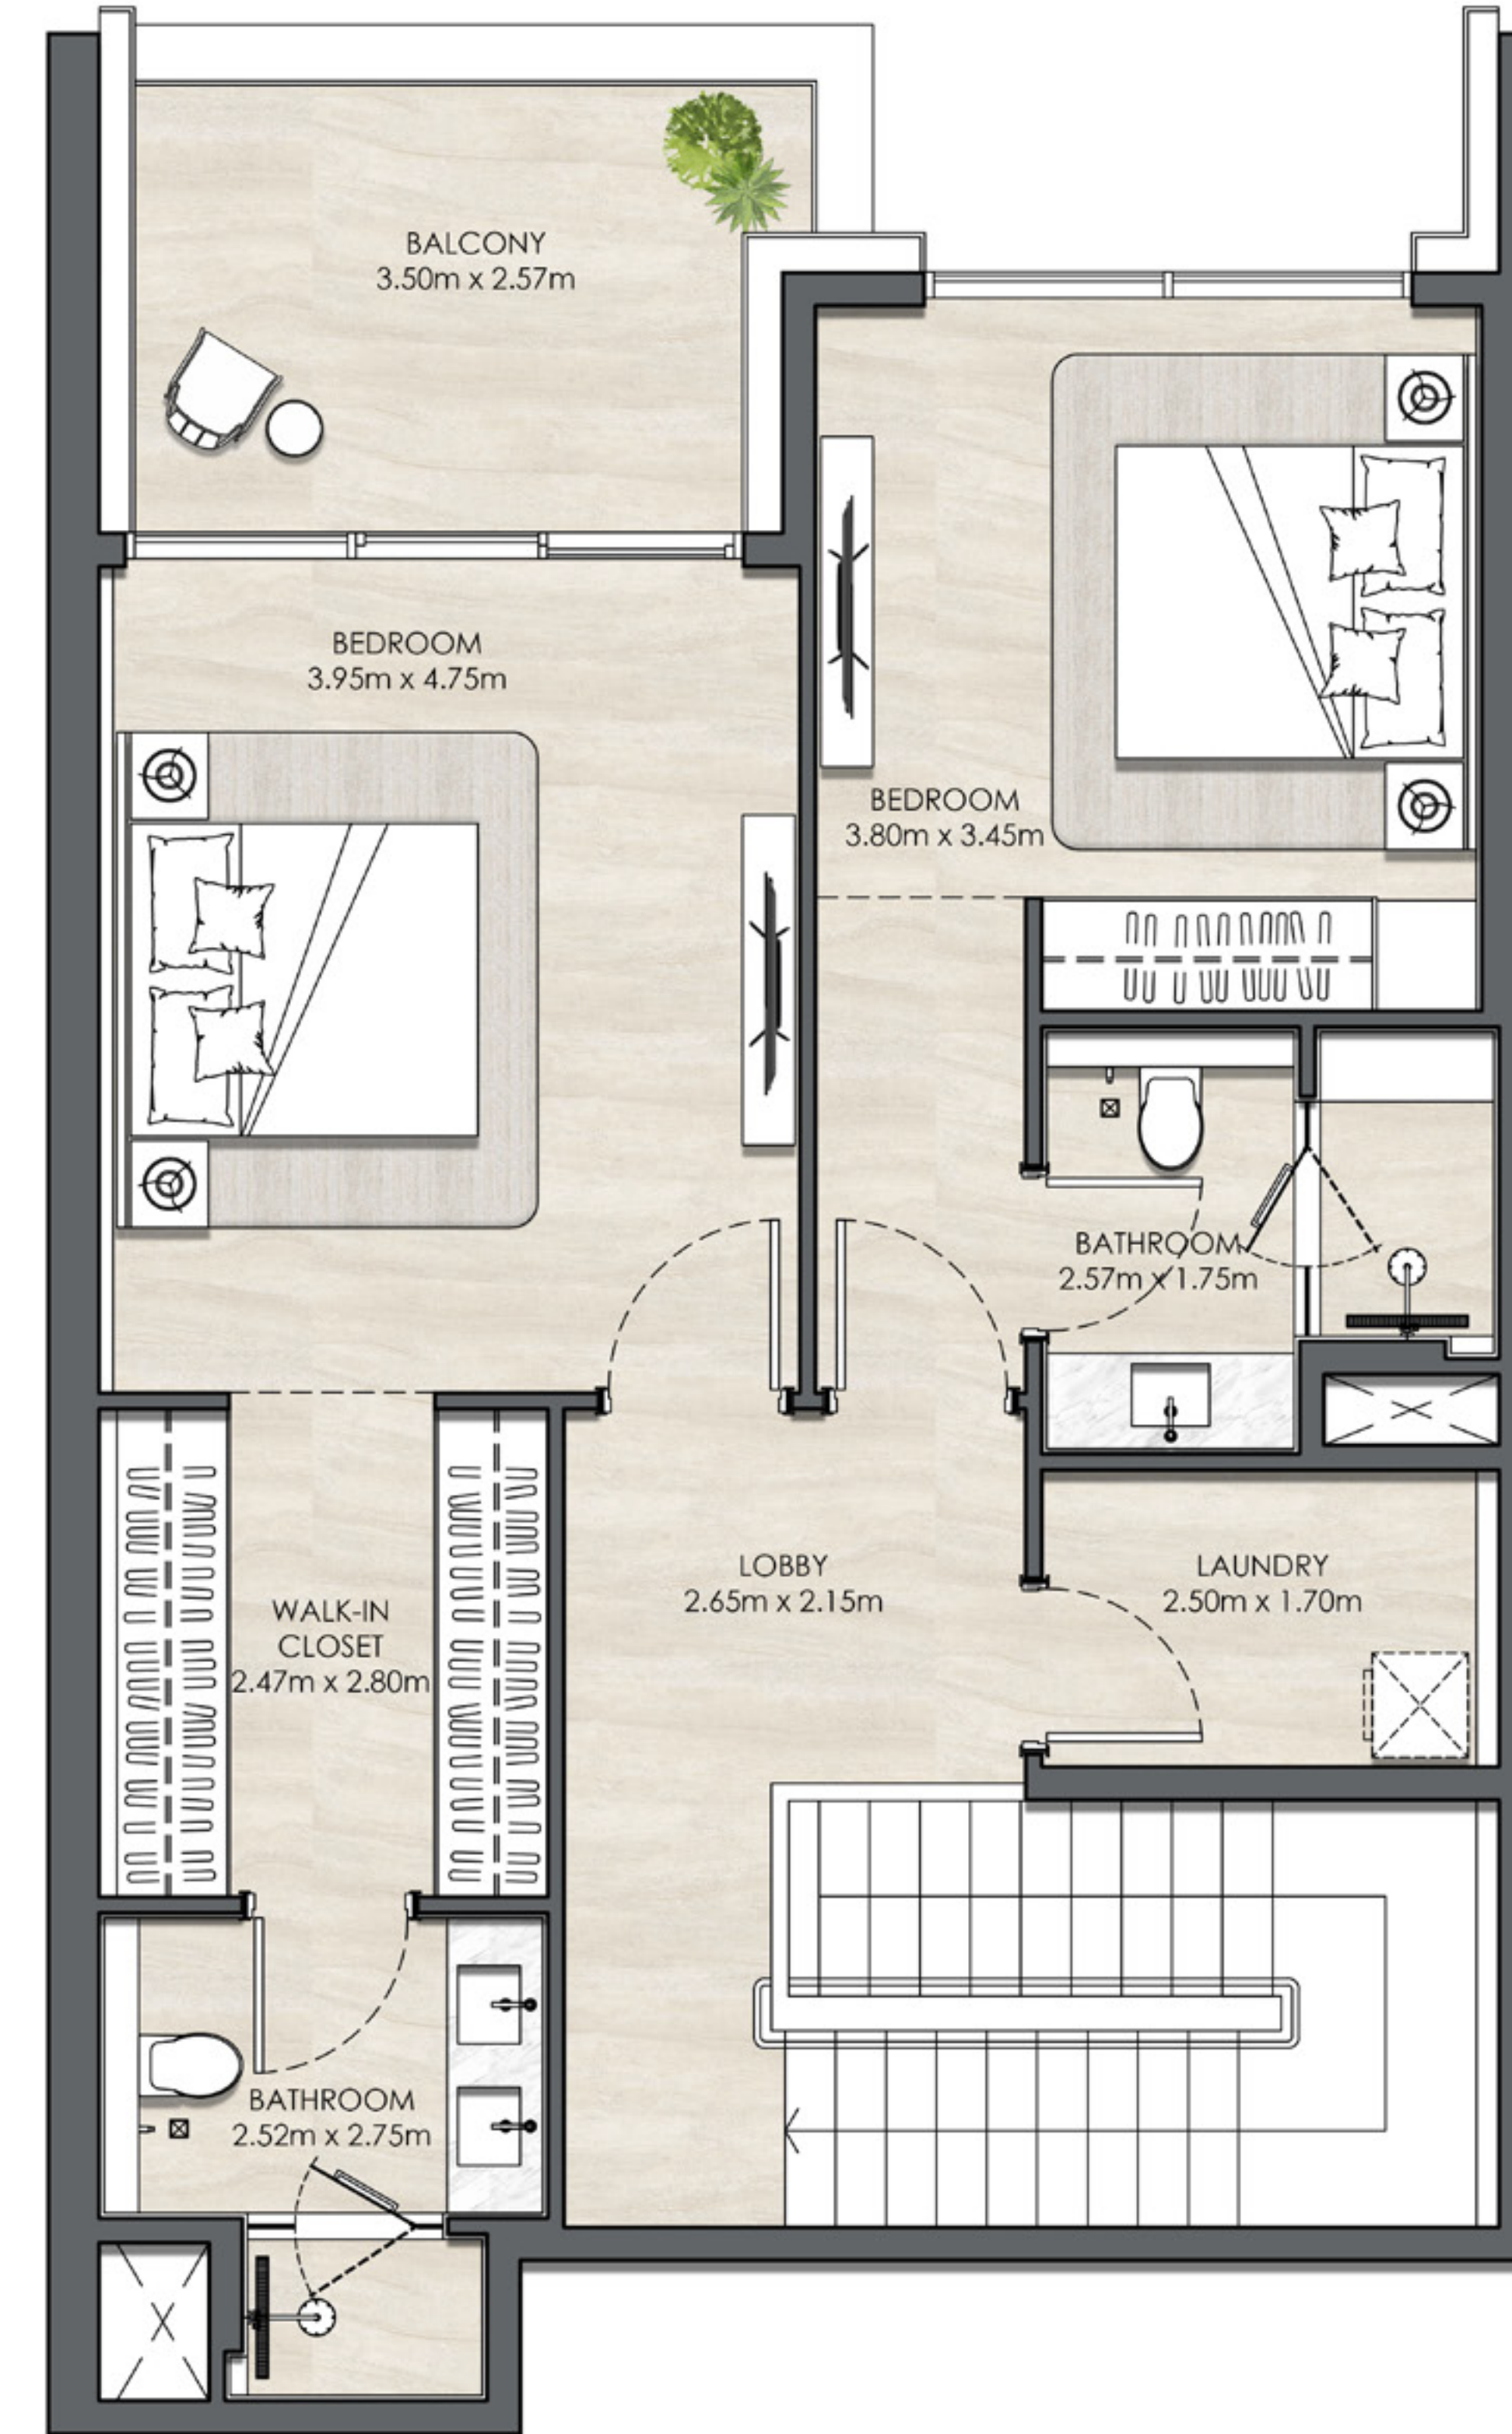 BALCONY
3.50m x 2.57m
BEDROOM
3.95m x 4.75m
BEDROOM
3.80m x 3.45m
BATHROOM
2.57m x 1.75m
LOBBY
2.65m x 2.15m
LAUNDRY
2.50m x 1.70m
WALK-IN
CLOSET
2.47m x 2.80m
BATHROOM
2.52m x 2.75m